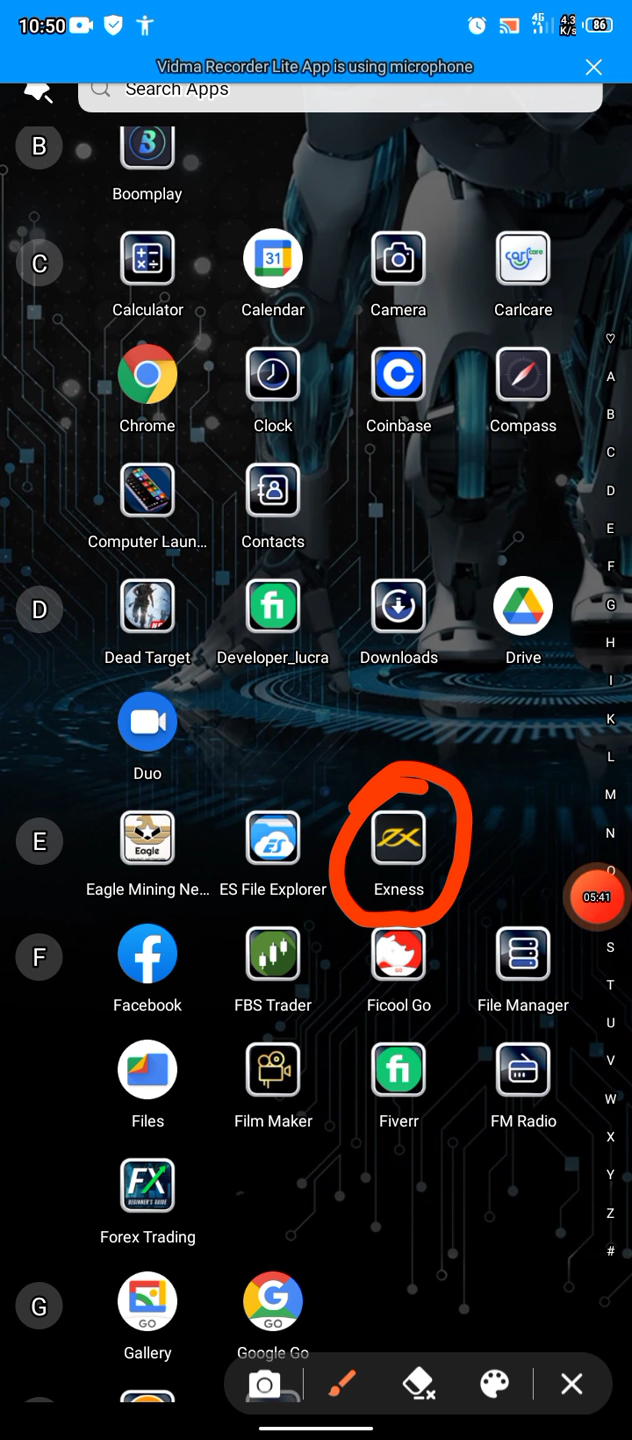 10:50 4G 4.3 K/s 86
Vidma Recorder Lite App is using microphone
Search Apps
B
Boomplay
C
31
Calculator Calendar Camera Carlcare
Chrome Clock Coinbase Compass
Computer Laun... Contacts
D
Dead Target Developer_lucra Downloads Drive
Duo
E
Eagle
ES
Eagle Mining Ne... ES File Explorer Exness
F
Facebook FBS Trader Ficool Go File Manager
Files Film Maker Fiverr FM Radio
FX
BEGINNER'S GUIDE
Forex Trading
G
GO GO
Gallery Google Go
♡
A
B
C
D
E
F
G
H
I
K
L
M
N
O
05:41
S
T
U
V
W
X
Y
Z
#